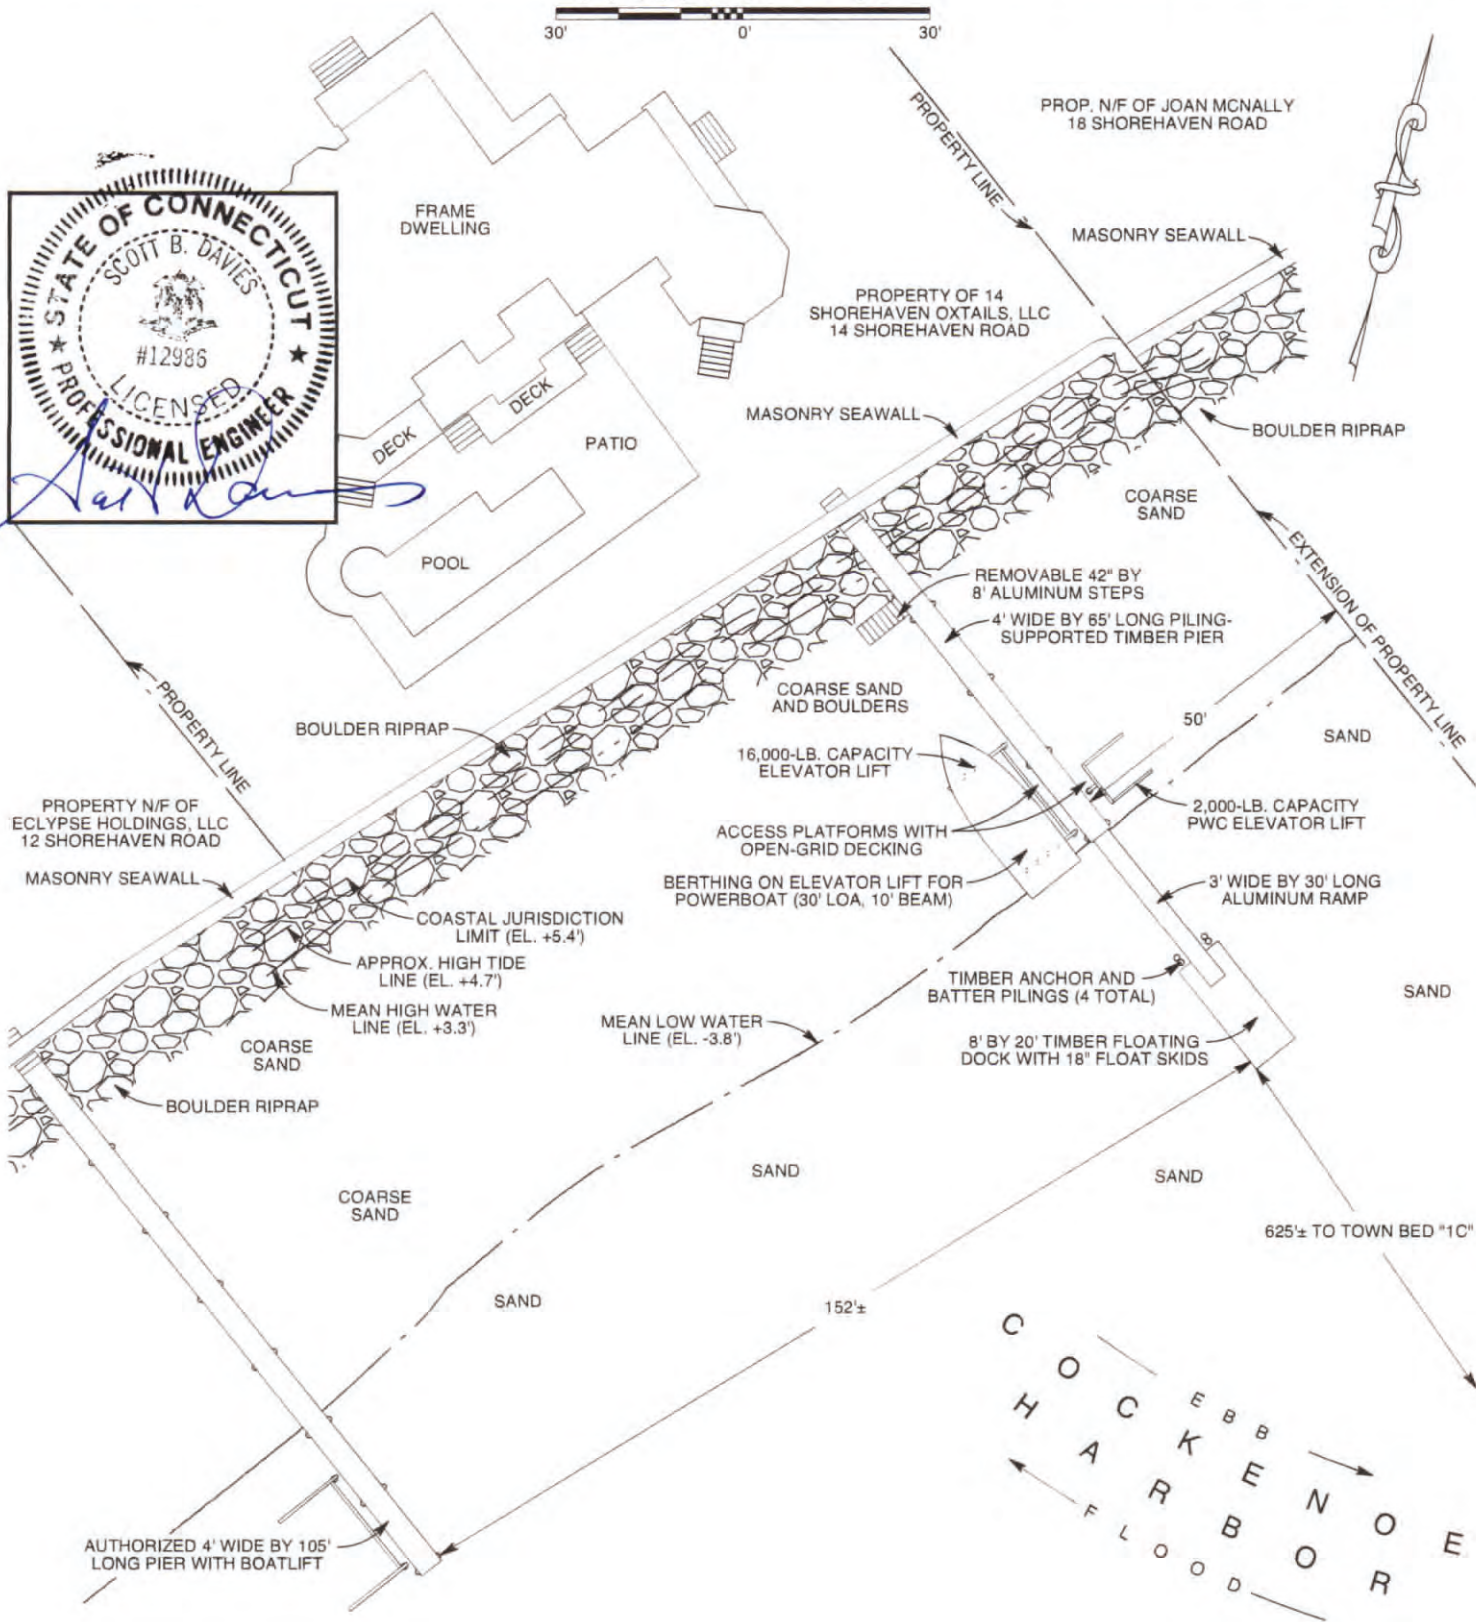 30'
0'
30'
PROPERTY LINE
PROP. N/F OF JOAN MCNALLY
18 SHOREHAVEN ROAD
STATE OF CONNECTICUT
SCOTT B. DAVIES
#12986
LICENSED
PROFESSIONAL ENGINEER
FRAME
DWELLING
MASONRY SEAWALL
PROPERTY OF 14
SHOREHAVEN OXTAILS, LLC
14 SHOREHAVEN ROAD
MASONRY SEAWALL
BOULDER RIPRAP
DECK
DECK
PATIO
POOL
COARSE
SAND
EXTENSION OF PROPERTY LINE
REMOVABLE 42" BY
8' ALUMINUM STEPS
4' WIDE BY 65' LONG PILING-
SUPPORTED TIMBER PIER
PROPERTY LINE
COARSE SAND
AND BOULDERS
BOULDER RIPRAP
50'
SAND
16,000-LB. CAPACITY
ELEVATOR LIFT
PROPERTY N/F OF
ECLYPSE HOLDINGS, LLC
12 SHOREHAVEN ROAD
2,000-LB. CAPACITY
PWC ELEVATOR LIFT
ACCESS PLATFORMS WITH
OPEN-GRID DECKING
MASONRY SEAWALL
BERTHING ON ELEVATOR LIFT FOR
POWERBOAT (30' LOA, 10' BEAM)
3' WIDE BY 30' LONG
ALUMINUM RAMP
COASTAL JURISDICTION
LIMIT (EL. +5.4')
APPROX. HIGH TIDE
LINE (EL. +4.7')
TIMBER ANCHOR AND
BATTER PILINGS (4 TOTAL)
SAND
MEAN HIGH WATER
LINE (EL. +3.3')
MEAN LOW WATER
LINE (EL. -3.8')
8' BY 20' TIMBER FLOATING
DOCK WITH 18" FLOAT SKIDS
COARSE
SAND
BOULDER RIPRAP
SAND
SAND
COARSE
SAND
625'± TO TOWN BED "1C"
SAND
152'±
COCKENOE
HARBOR
EBB
FLOOD
AUTHORIZED 4' WIDE BY 105'
LONG PIER WITH BOATLIFT